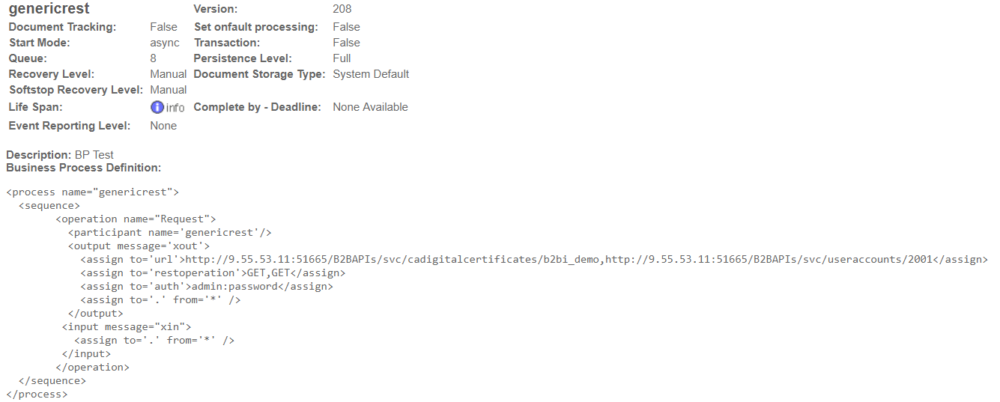 genericrest Version: 208
Document Tracking: False Set onfault processing: False
Start Mode: async Transaction: False
Queue: 8 Persistence Level: Full
Recovery Level: Manual Document Storage Type: System Default
Softstop Recovery Level: Manual
Life Span: info Complete by - Deadline: None Available
Event Reporting Level: None
Description: BP Test
Business Process Definition:
<process name="genericrest">
  <sequence>
        <operation name="Request">
          <participant name='genericrest'/>
          <output message='xout'>
            <assign to='url'>http://9.55.53.11:51665/B2BAPIs/svc/cadigitalcertificates/b2bi_demo,http://9.55.53.11:51665/B2BAPIs/svc/useraccounts/2001</assign>
            <assign to='restoperation'>GET,GET</assign>
            <assign to='auth'>admin:password</assign>
            <assign to='.' from='*' />
          </output>
         <input message="xin">
           <assign to='.' from='*' />
         </input>
        </operation>
  </sequence>
</process>